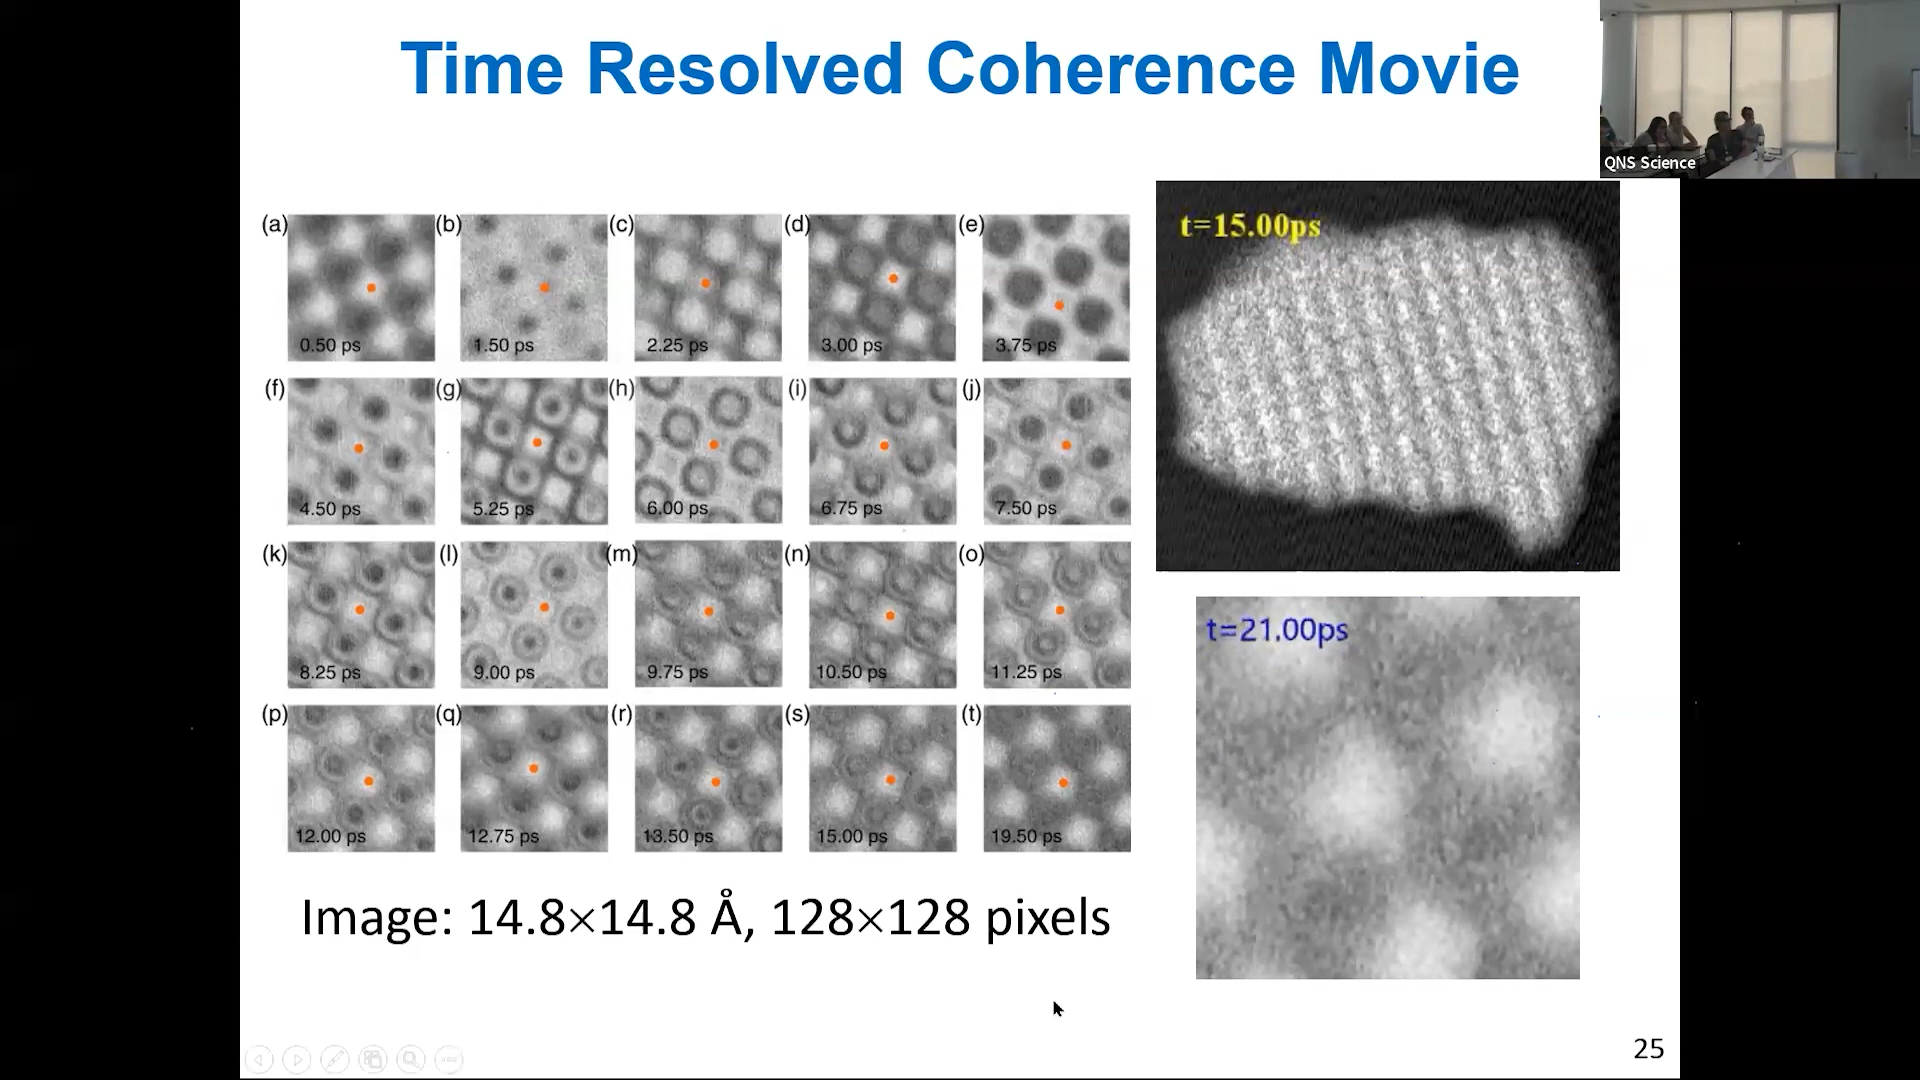 Time Resolved Coherence Movie
QNS Science
(a) (b) (c) (d) (e)
0.50 ps 1.50 ps 2.25 ps 3.00 ps 3.75 ps
(f) (g) (h) (i) (j)
4.50 ps 5.25 ps 6.00 ps 6.75 ps 7.50 ps
(k) (l) (m) (n) (o)
8.25 ps 9.00 ps 9.75 ps 10.50 ps 11.25 ps
(p) (q) (r) (s) (t)
12.00 ps 12.75 ps 13.50 ps 15.00 ps 19.50 ps
t=15.00ps
t=21.00ps
Image: 14.8×14.8 Å, 128×128 pixels
25